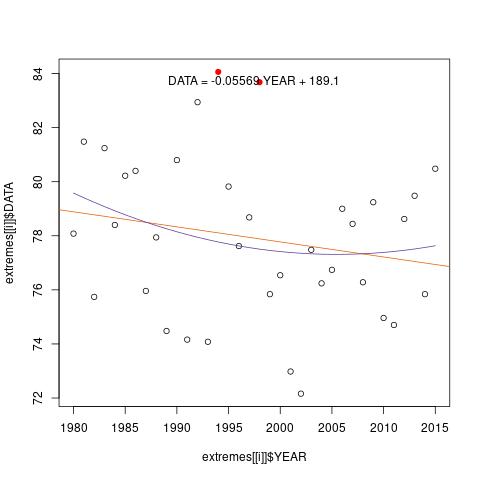 DATA = -0.05569 YEAR + 189.1
84
82
80
78
76
74
72
extremes[[i]]$DATA
1980 1985 1990 1995 2000 2005 2010 2015
extremes[[i]]$YEAR